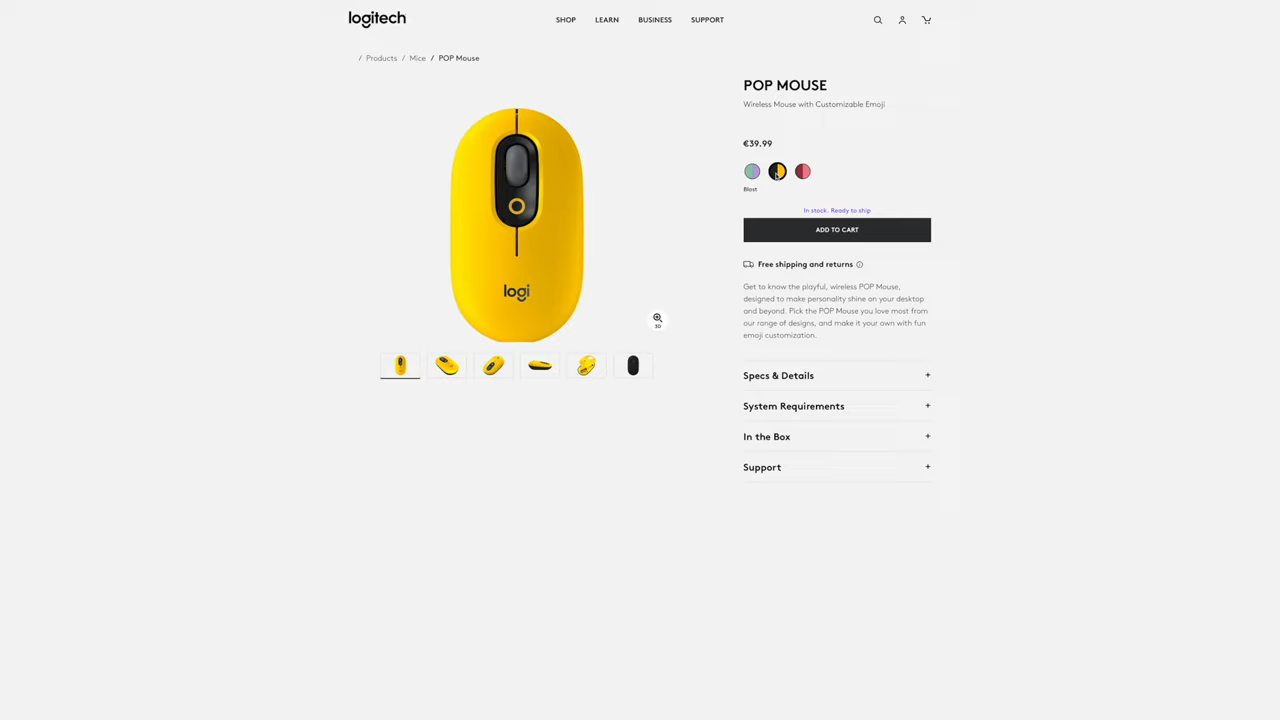 logitech
SHOP LEARN BUSINESS SUPPORT
/ Products / Mice / POP Mouse
POP MOUSE
Wireless Mouse with Customizable Emoji
€39.99
Blast
In stock. Ready to ship
ADD TO CART
Free shipping and returns
Get to know the playful, wireless POP Mouse,
designed to make personality shine on your desktop
and beyond. Pick the POP Mouse you love most from
our range of designs, and make it your own with fun
emoji customization.
logi
3D
Specs & Details +
System Requirements +
In the Box +
Support +